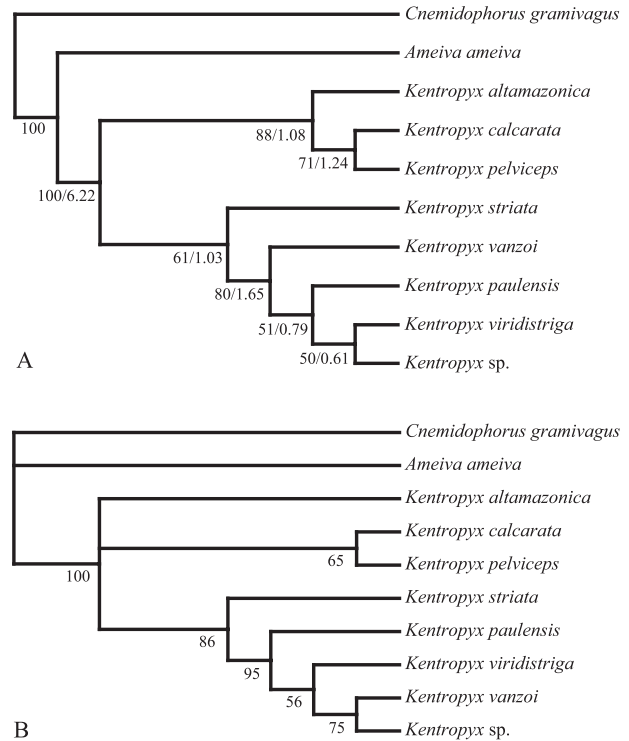 Cnemidophorus gramivagus
Ameiva ameiva
100
Kentropyx altamazonica
88/1.08
Kentropyx calcarata
71/1.24
Kentropyx pelviceps
100/6.22
Kentropyx striata
61/1.03
Kentropyx vanzoi
80/1.65
Kentropyx paulensis
51/0.79
Kentropyx viridistriga
50/0.61
Kentropyx sp.
A
Cnemidophorus gramivagus
Ameiva ameiva
Kentropyx altamazonica
Kentropyx calcarata
65
Kentropyx pelviceps
100
Kentropyx striata
86
Kentropyx paulensis
95
Kentropyx viridistriga
56
Kentropyx vanzoi
75
Kentropyx sp.
B